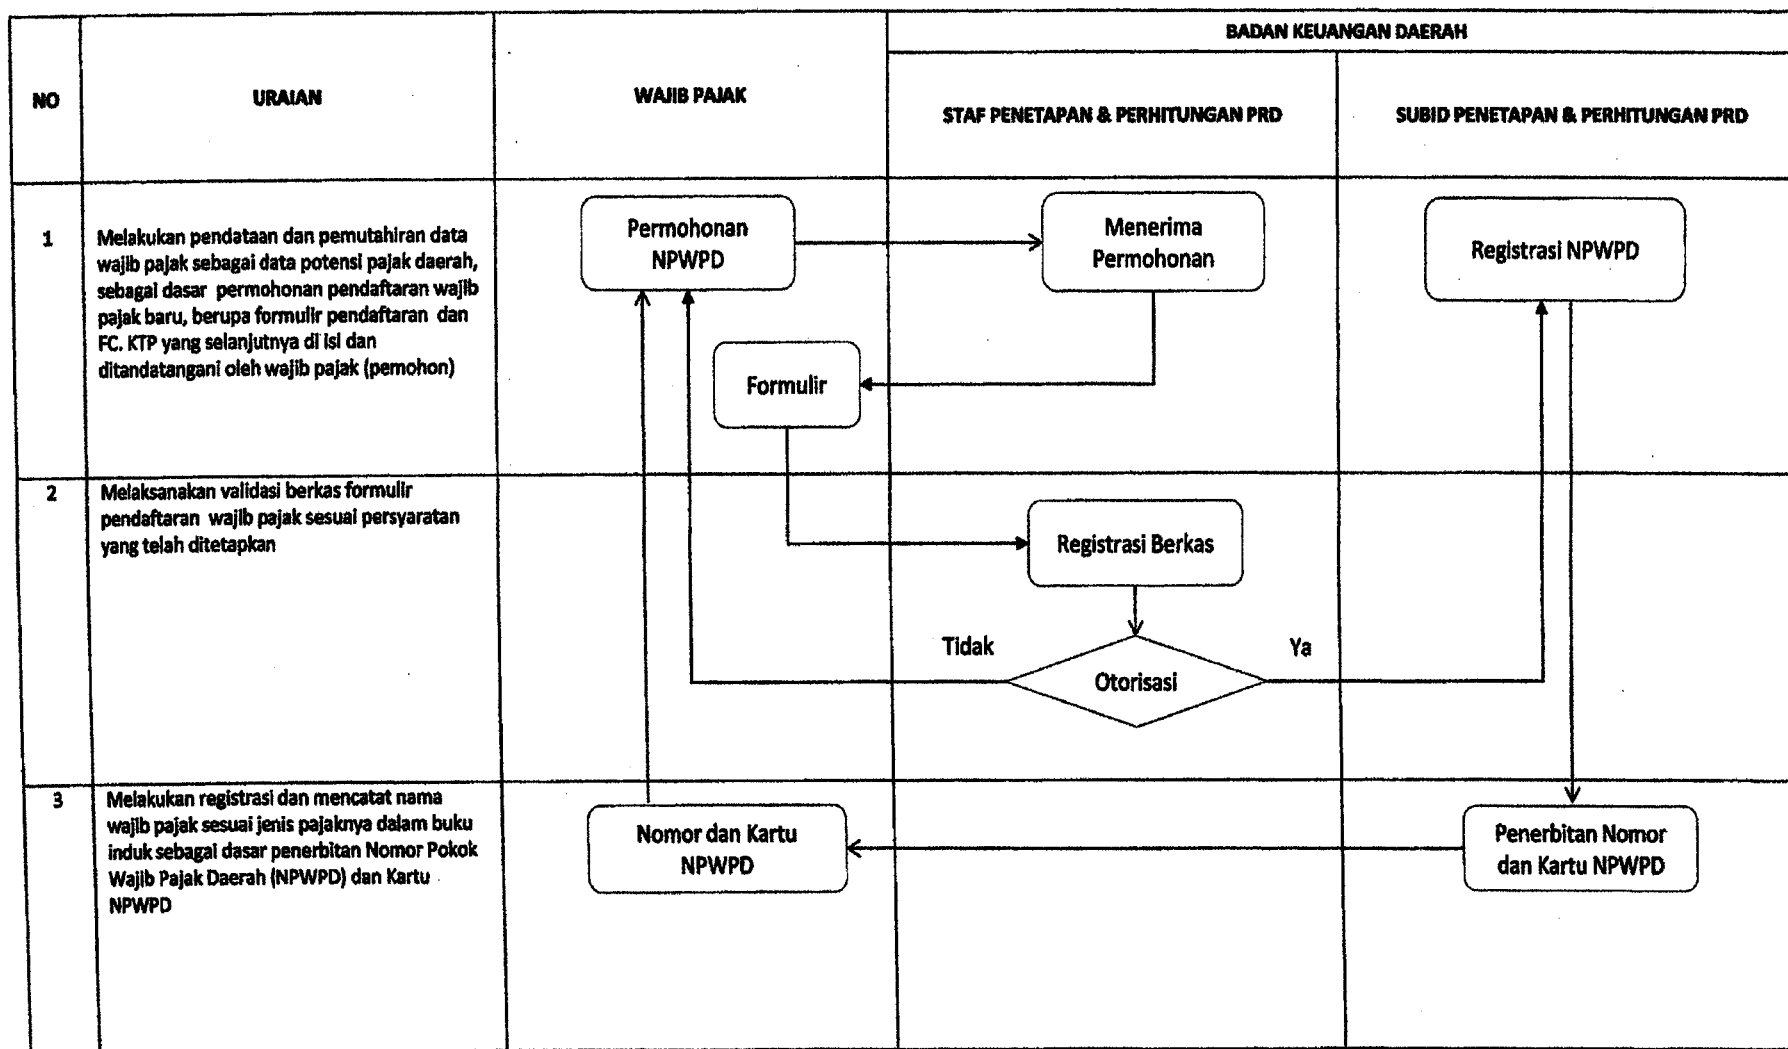 BADAN KEUANGAN DAERAH
NO
URAIAN
WAJIB PAJAK
STAF PENETAPAN & PERHITUNGAN PRD
SUBID PENETAPAN & PERHITUNGAN PRD
1
Melakukan pendataan dan pemutahiran data
wajib pajak sebagai data potensi pajak daerah,
sebagai dasar permohonan pendaftaran wajib
pajak baru, berupa formulir pendaftaran dan
FC. KTP yang selanjutnya di isi dan
ditandatangani oleh wajib pajak (pemohon)
Permohonan
NPWPD
Menerima
Permohonan
Registrasi NPWPD
Formulir
2
Melaksanakan validasi berkas formulir
pendaftaran wajib pajak sesuai persyaratan
yang telah ditetapkan
Registrasi Berkas
Tidak
Ya
Otorisasi
3
Melakukan registrasi dan mencatat nama
wajib pajak sesuai jenis pajaknya dalam buku
induk sebagai dasar penerbitan Nomor Pokok
Wajib Pajak Daerah (NPWPD) dan Kartu
NPWPD
Nomor dan Kartu
NPWPD
Penerbitan Nomor
dan Kartu NPWPD